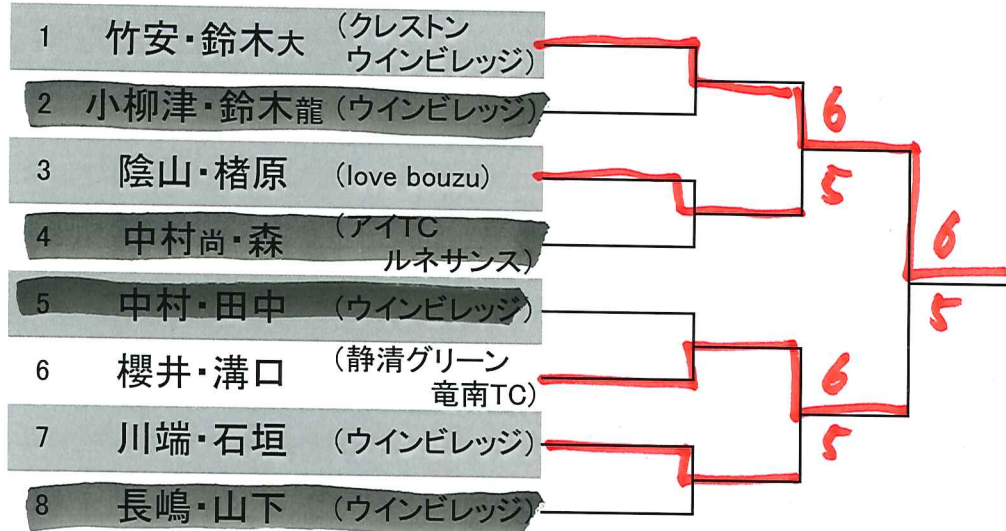 1 竹安・鈴木大 (クレストン
ウインビレッジ)
2 小柳津・鈴木龍 (ウインビレッジ)
3 陰山・楮原 (love bouzu)
4 中村尚・森 (アイTC
ルネサンス)
5 中村・田中 (ウインビレッジ)
6 櫻井・溝口 (静清グリーン
竜南TC)
7 川端・石垣 (ウインビレッジ)
8 長嶋・山下 (ウインビレッジ)
6
5
6
5
6
5